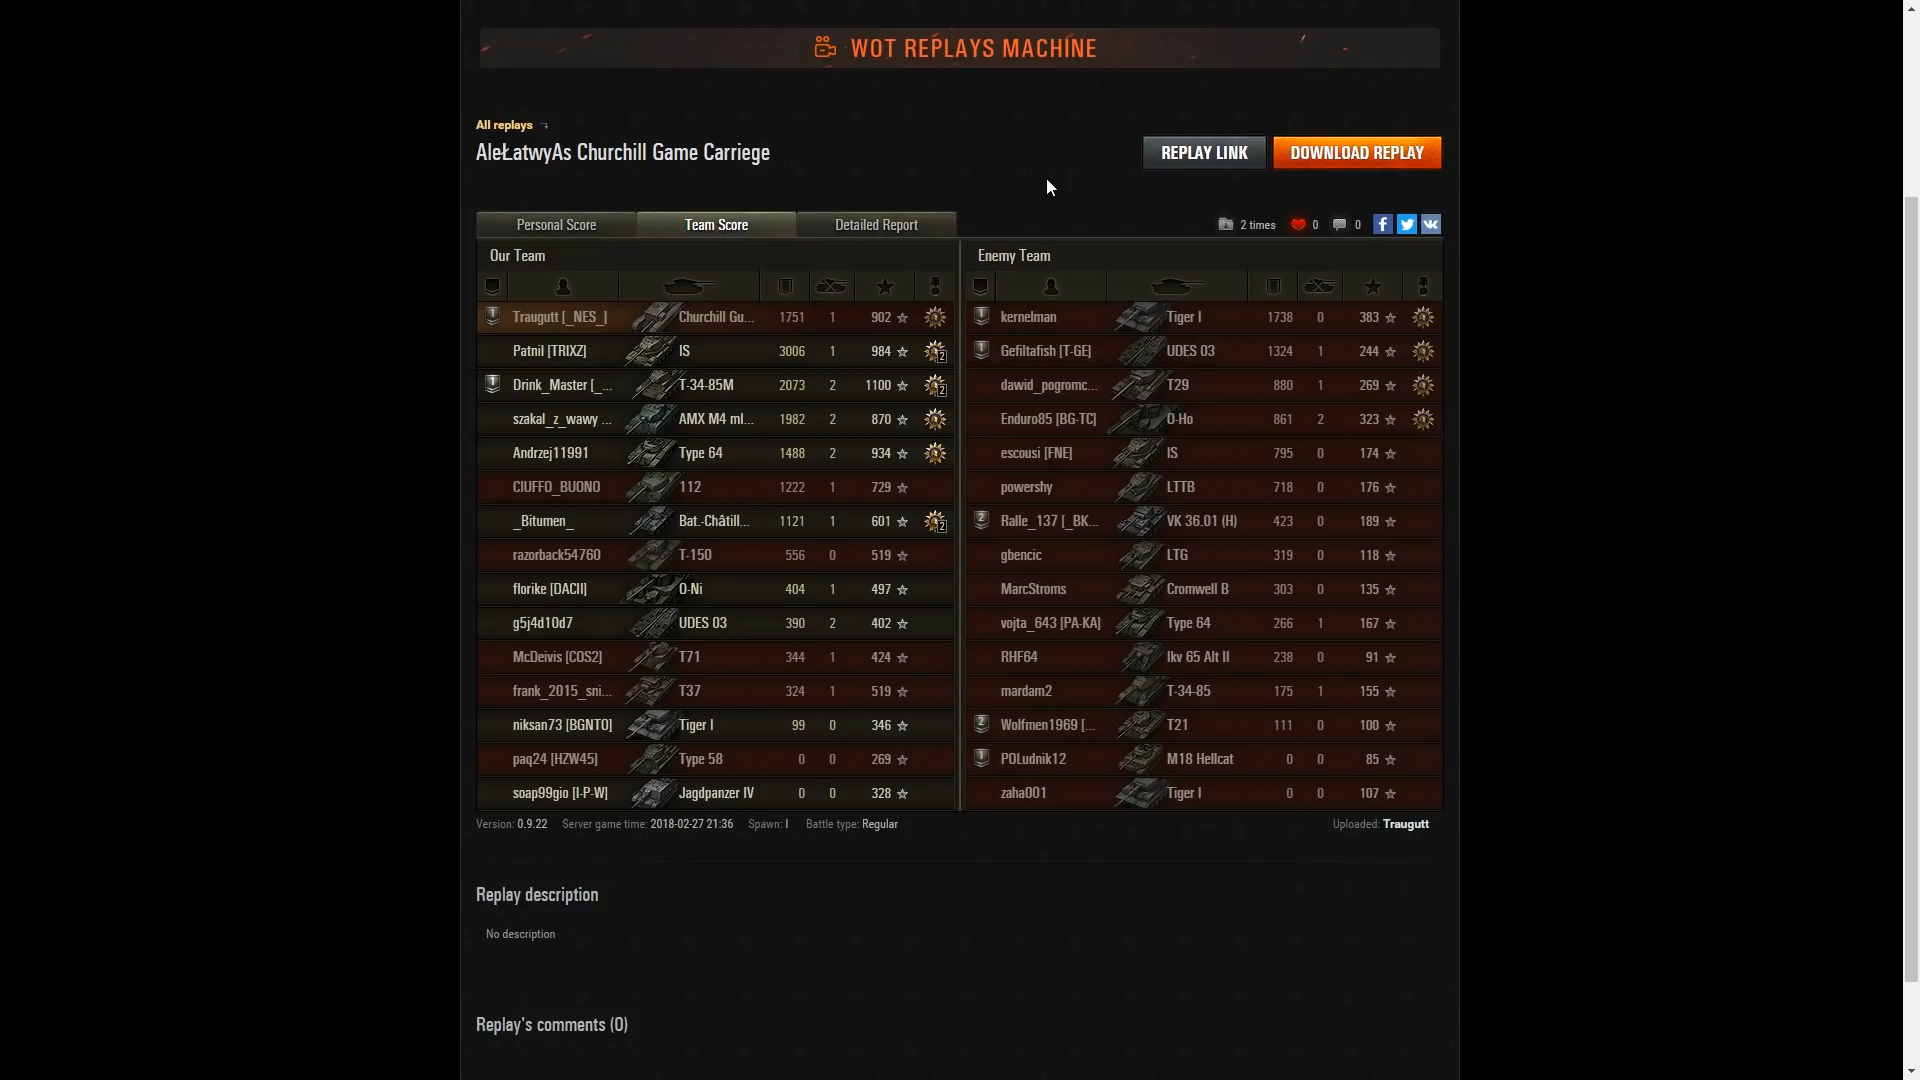 WOT REPLAYS MACHINE
All replays
AleŁatwyAs Churchill Game Carriege
REPLAY LINK
DOWNLOAD REPLAY
Personal Score
Team Score
Detailed Report
2 times
0
0
Our Team
Enemy Team
1 Traugutt [_NES_] Churchill Gu... 1751 1 902
Patnil [TRIXZ] IS 3006 1 984 2
1 Drink_Master [_... T-34-85M 2073 2 1100 2
szakal_z_wawy ... AMX M4 ml... 1982 2 870
Andrzej11991 Type 64 1488 2 934
CIUFFO_BUONO 112 1222 1 729
_Bitumen_ Bat.-Châtill... 1121 1 601 2
razorback54760 T-150 556 0 519
florike [DACII] O-Ni 404 1 497
g5j4d10d7 UDES 03 390 2 402
McDeivis [COS2] T71 344 1 424
frank_2015_sni... T37 324 1 519
niksan73 [BGNTO] Tiger I 99 0 346
paq24 [HZW45] Type 58 0 0 269
soap99gio [I-P-W] Jagdpanzer IV 0 0 328
1 kernelman Tiger I 1738 0 383
1 Gefiltafish [T-GE] UDES 03 1324 1 244
dawid_pogromc... T29 880 1 269
Enduro85 [BG-TC] O-Ho 861 2 323
escousi [FNE] IS 795 0 174
powershy LTTB 718 0 176
2 Ralle_137 [_BK... VK 36.01 (H) 423 0 189
gbencic LTG 319 0 118
MarcStroms Cromwell B 303 0 135
vojta_643 [PA-KA] Type 64 266 1 167
RHF64 Ikv 65 Alt II 238 0 91
mardam2 T-34-85 175 1 155
2 Wolfmen1969 [... T21 111 0 100
1 POLudnik12 M18 Hellcat 0 0 85
zaha001 Tiger I 0 0 107
Version: 0.9.22 Server game time: 2018-02-27 21:36 Spawn: I Battle type: Regular
Uploaded: Traugutt
Replay description
No description
Replay's comments (0)